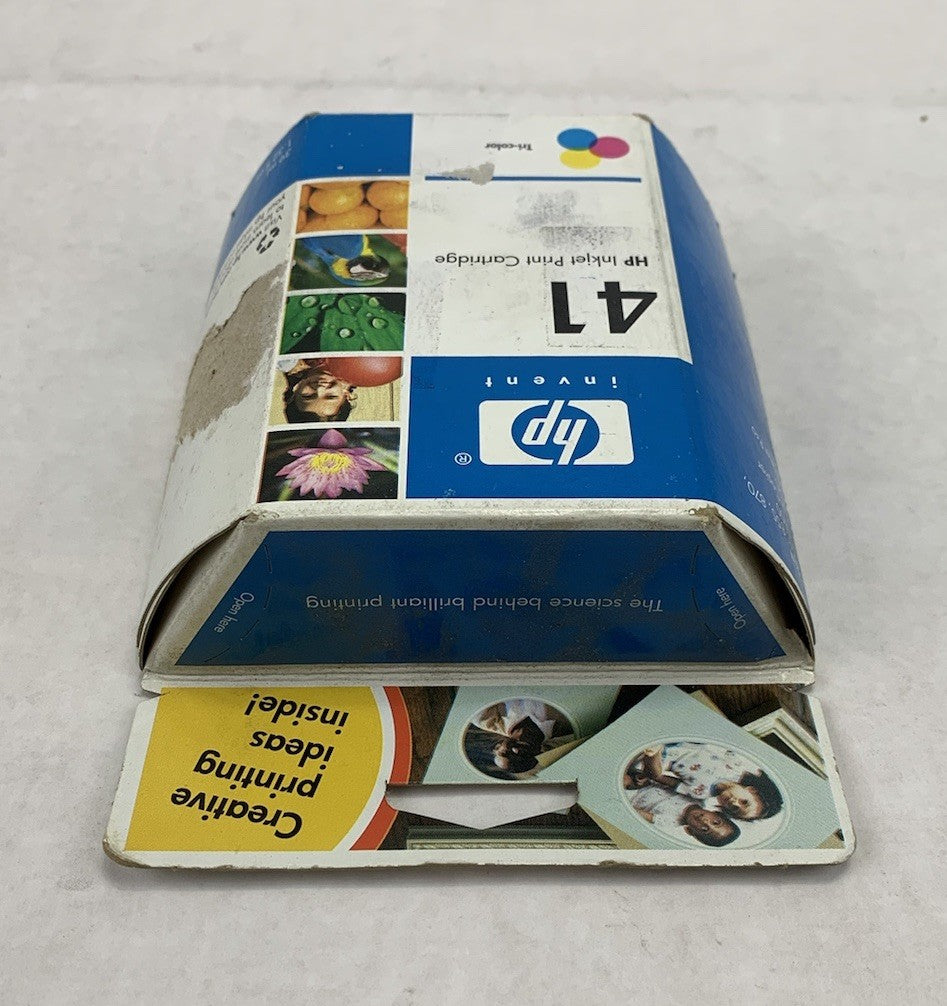 Creative
printing
ideas
inside!
Open here
The science behind brilliant printing
Open here
hp
®
invent
41
HP Inkjet Print Cartridge
Tri-color